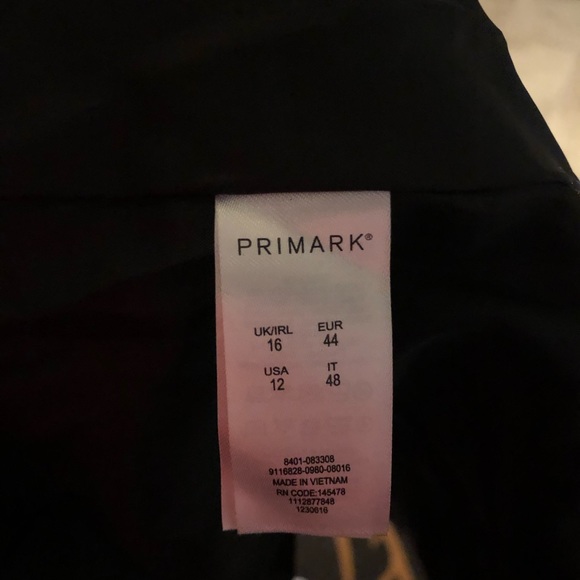 PRIMARK®
UK/IRL EUR
16 44
USA IT
12 48
8401-083308
9116828-0980-08016
MADE IN VIETNAM
RN CODE:145478
1112877848
1230616